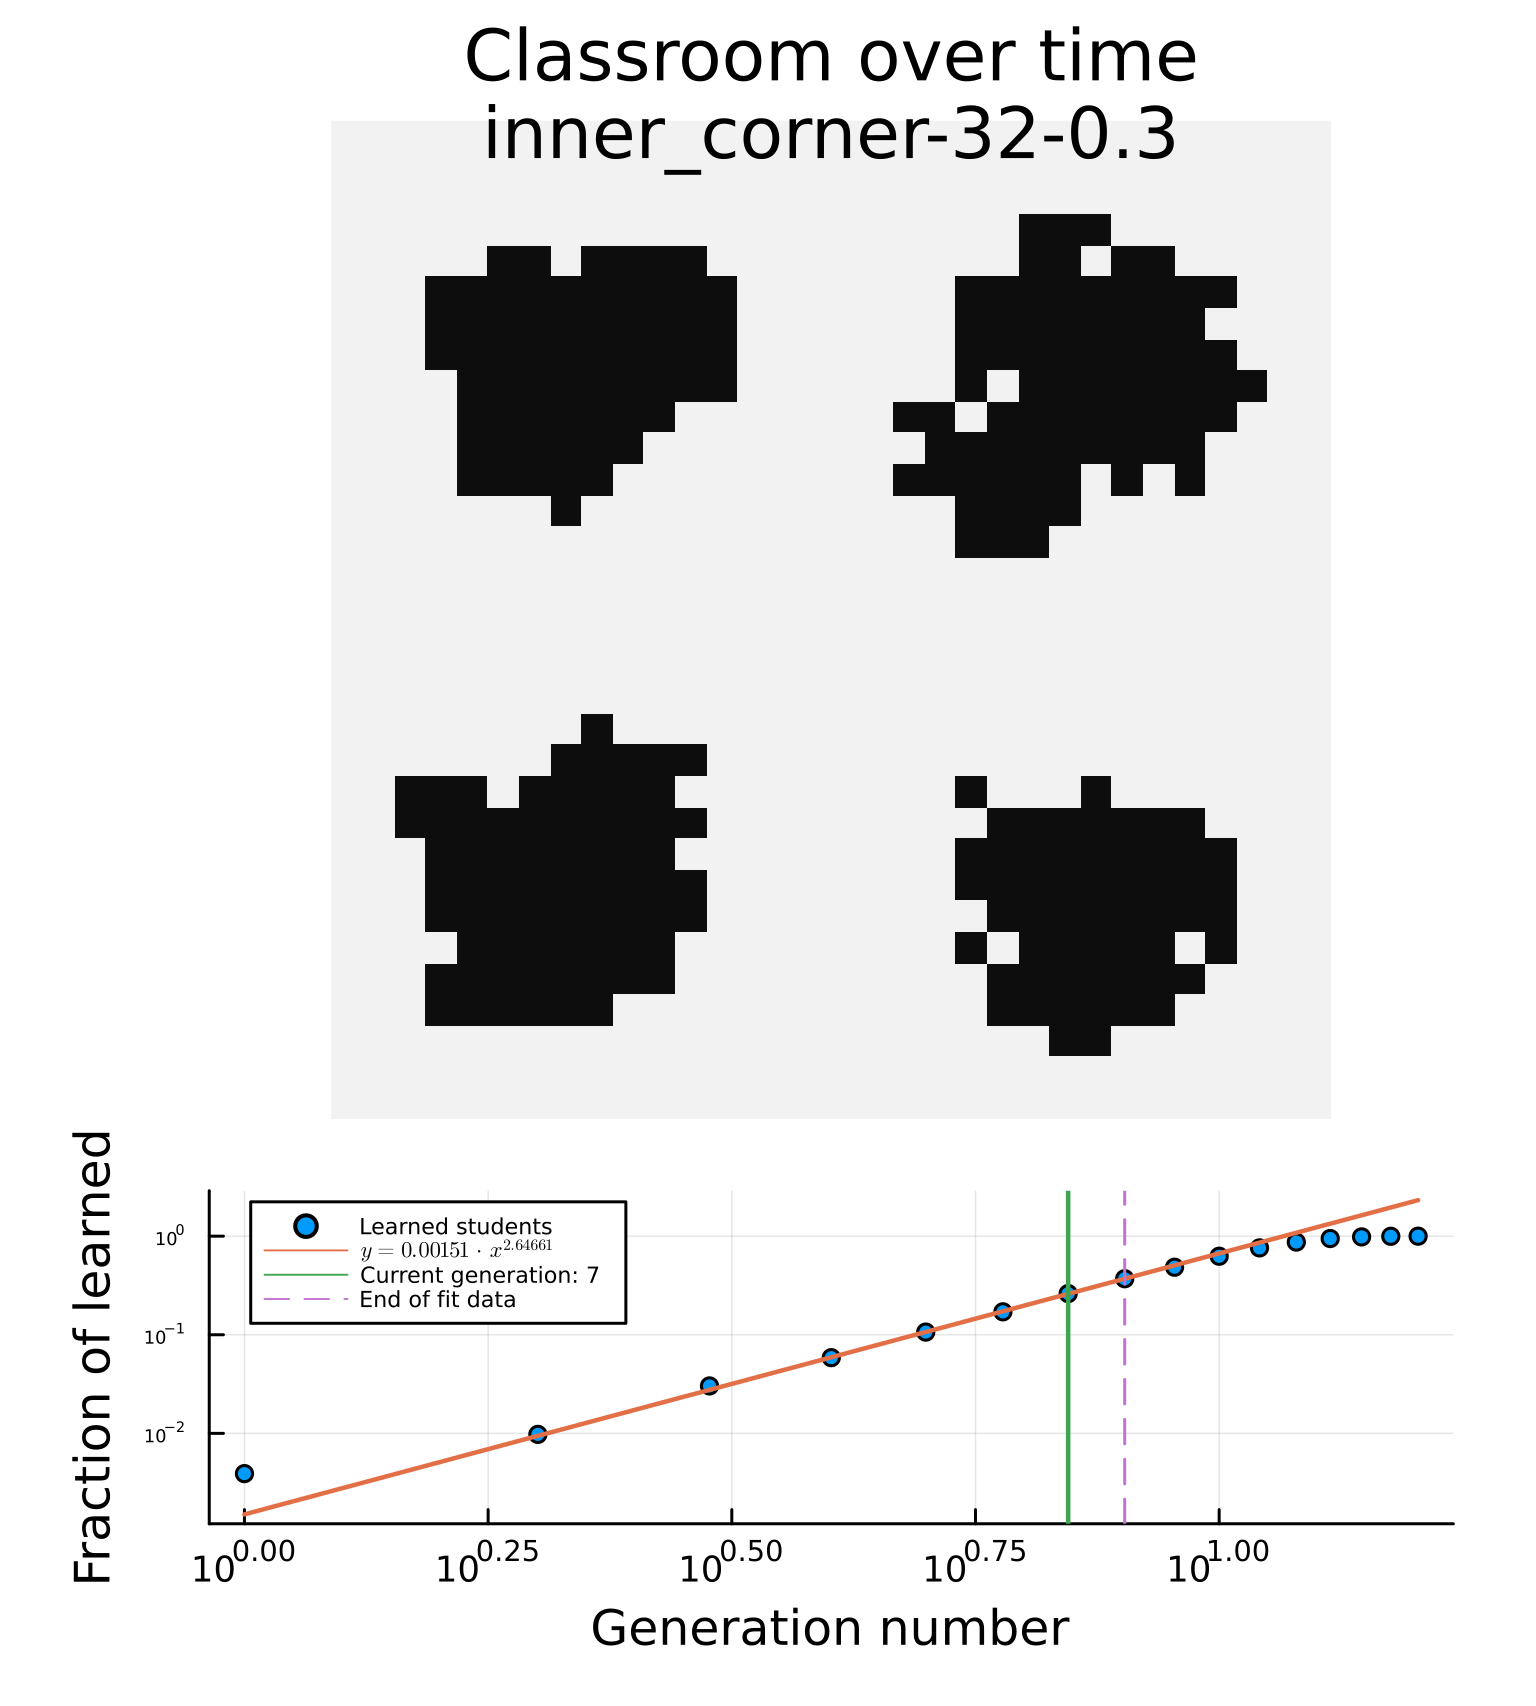 Classroom over time
inner_corner-32-0.3
Fraction of learned
10^0
10^-1
10^-2
Learned students
y = 0.00151 · x^2.64661
Current generation: 7
End of fit data
10^0.00 10^0.25 10^0.50 10^0.75 10^1.00
Generation number